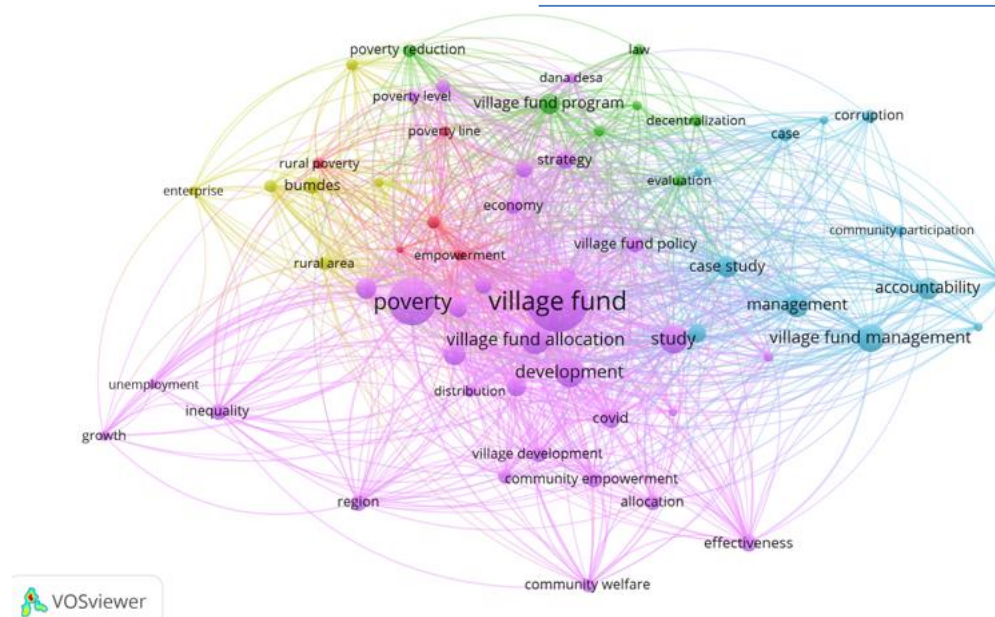 poverty reduction
law
dana desa
poverty level
village fund program
corruption
decentralization
poverty line
case
rural poverty
strategy
enterprise
bumdes
evaluation
economy
community participation
village fund policy
rural area
empowerment
case study
accountability
poverty
village fund
management
village fund allocation
study
village fund management
development
unemployment
distribution
inequality
covid
growth
village development
community empowerment
region
allocation
effectiveness
community welfare
VOSviewer